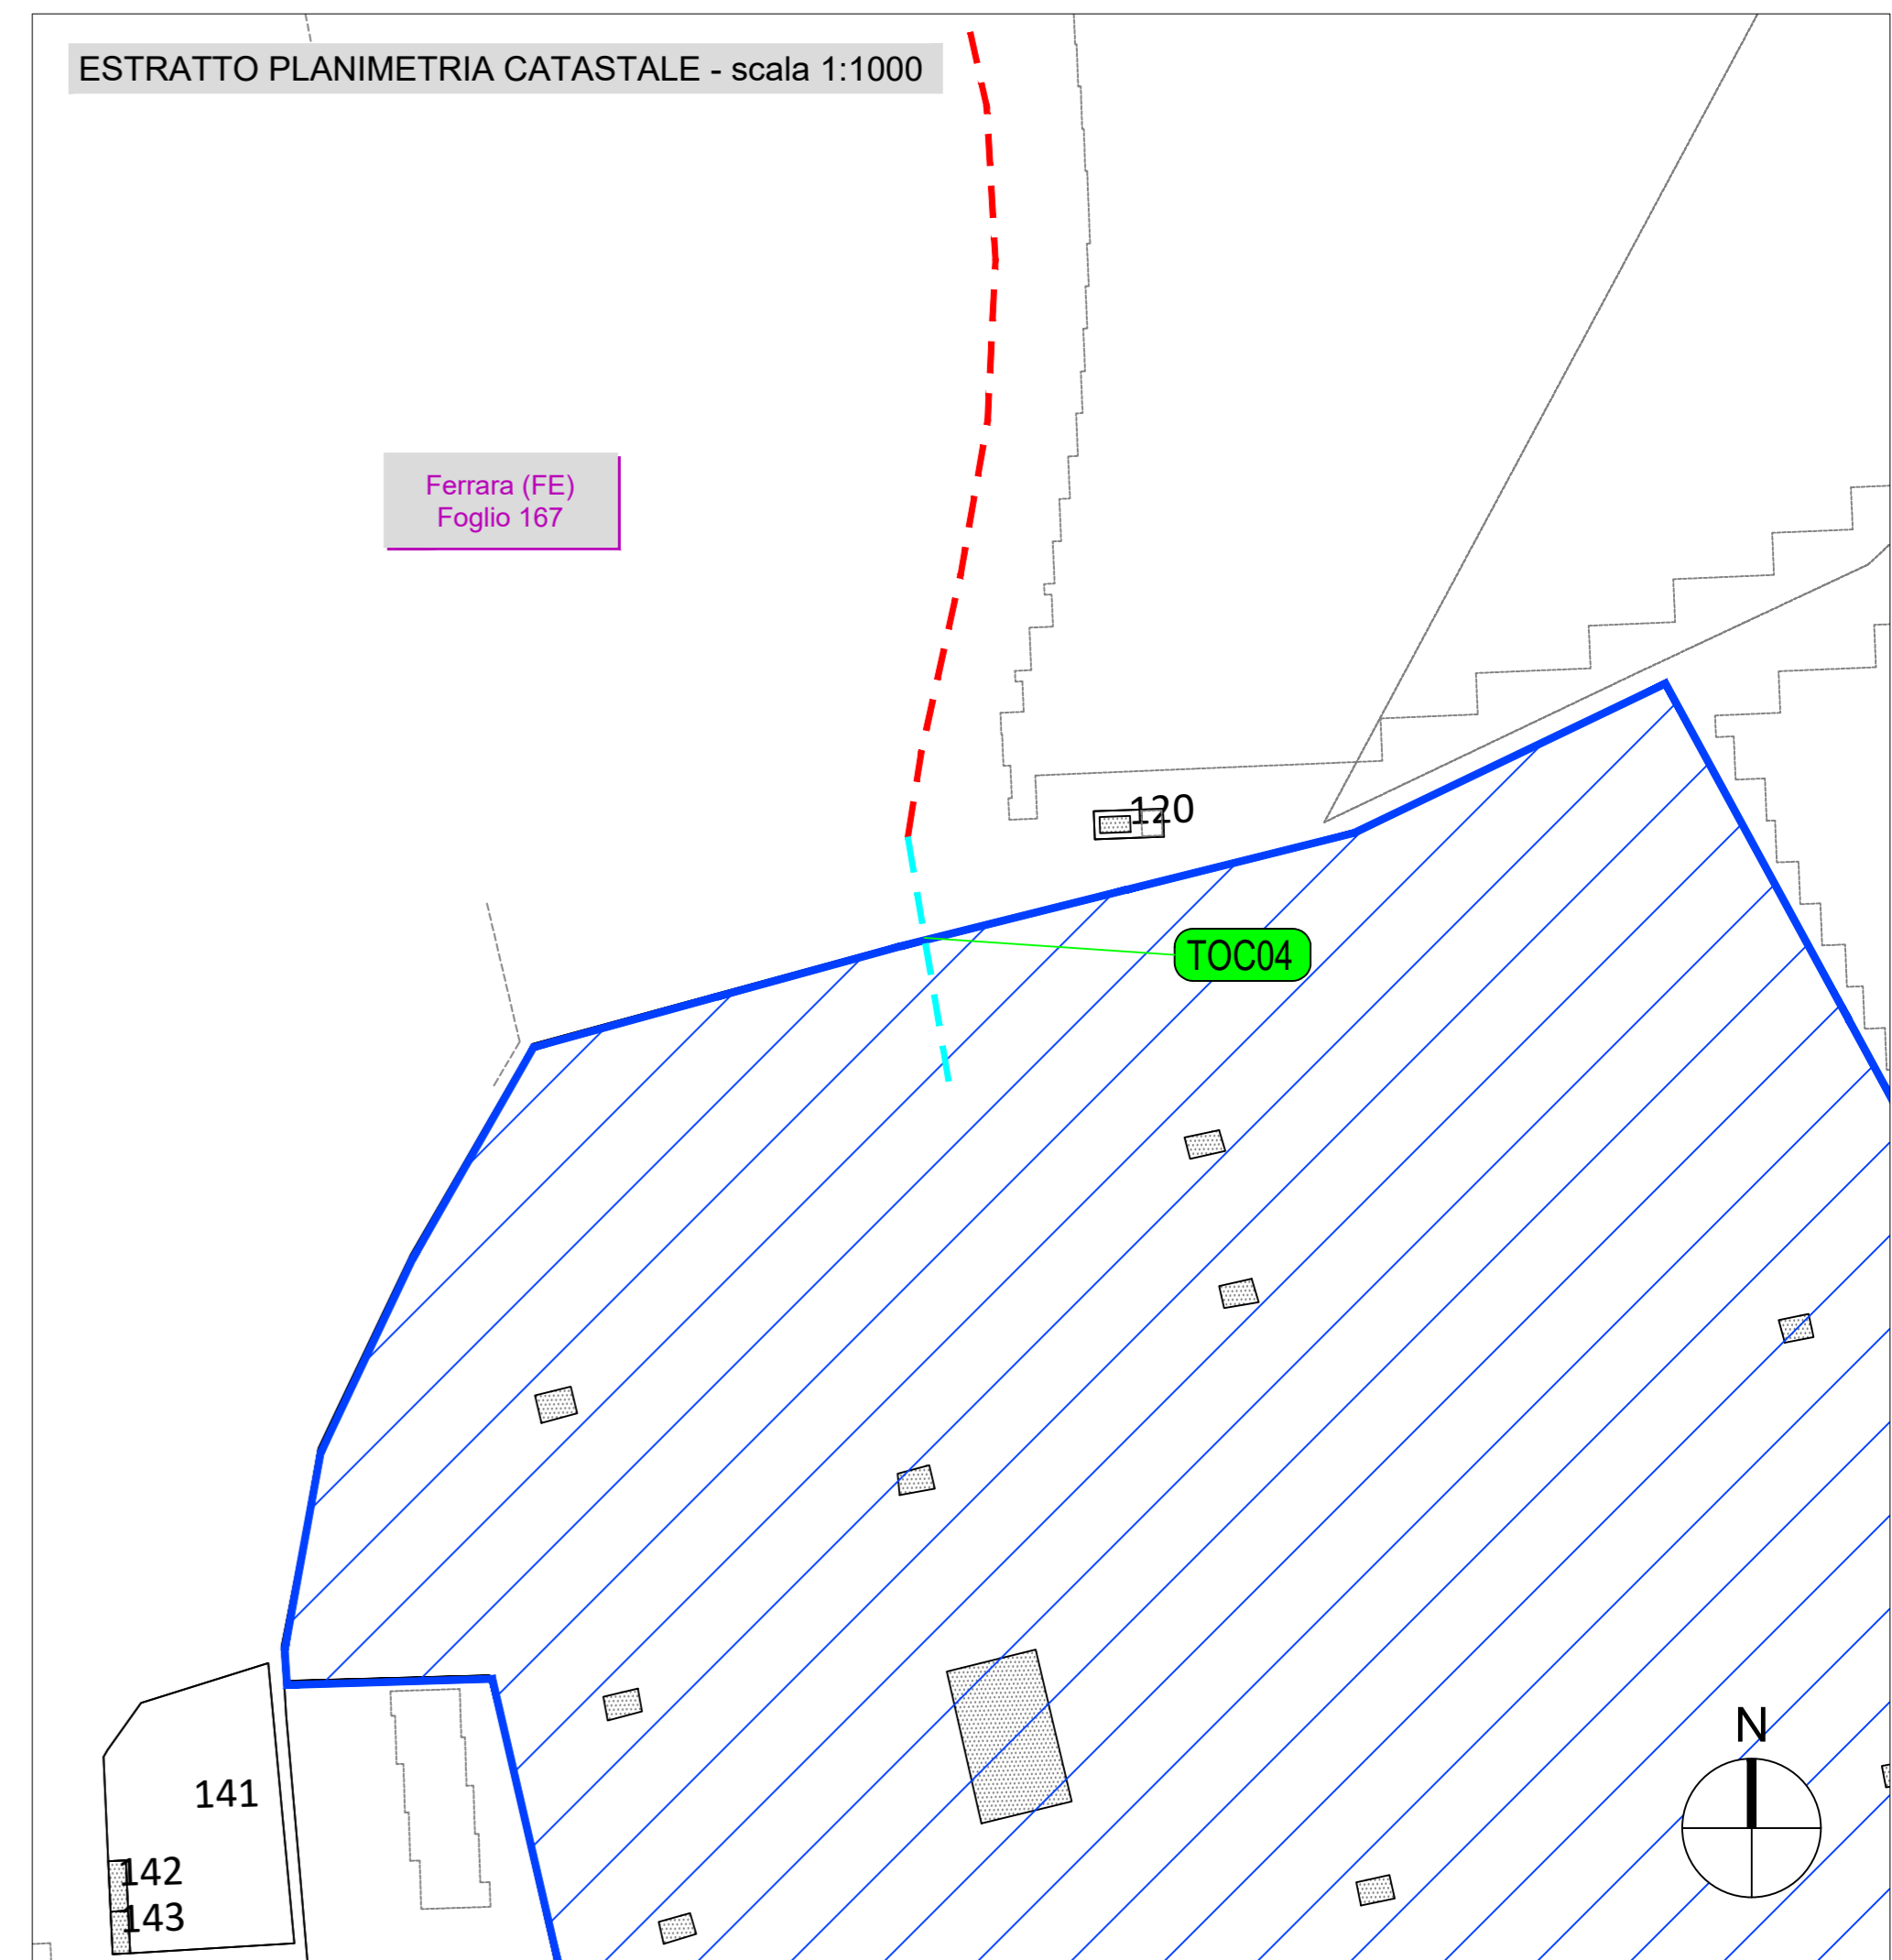 ESTRATTO PLANIMETRIA CATASTALE - scala 1:1000
Ferrara (FE)
Foglio 167
120
TOC04
N
141
142
143